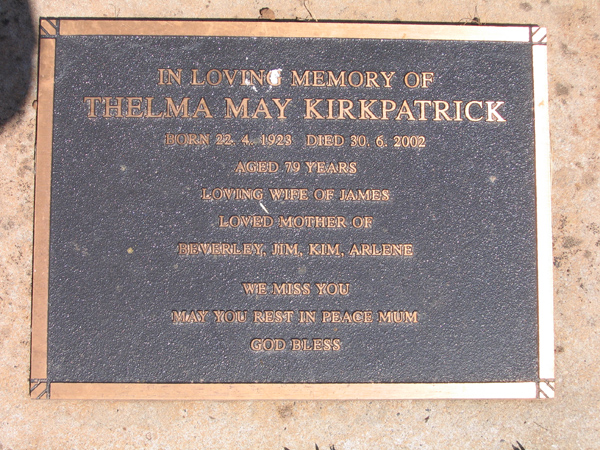 IN LOVING MEMORY OF
THELMA MAY KIRKPATRICK
BORN 22. 4. 1923 DIED 30. 6. 2002
AGED 79 YEARS
LOVING WIFE OF JAMES
LOVED MOTHER OF
BEVERLEY, JIM, KIM, ARLENE
WE MISS YOU
MAY YOU REST IN PEACE MUM
GOD BLESS